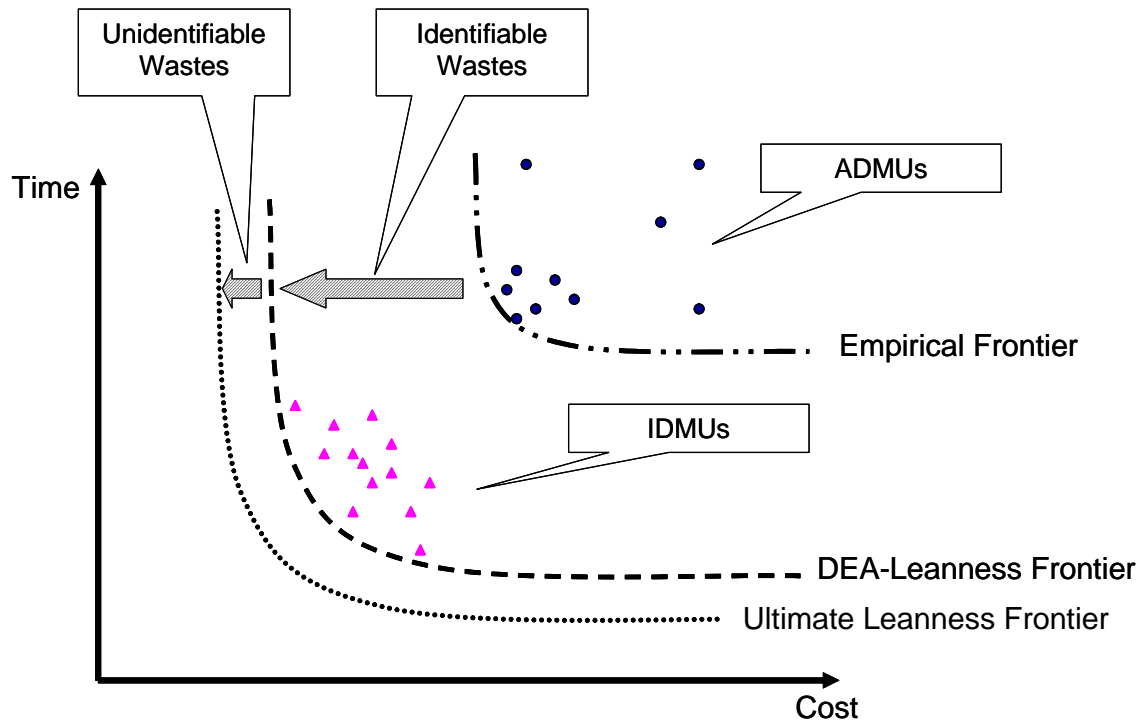 Unidentifiable
Wastes
Identifiable
Wastes
ADMUs
Time
Empirical Frontier
IDMUs
DEA-Leanness Frontier
Ultimate Leanness Frontier
Cost